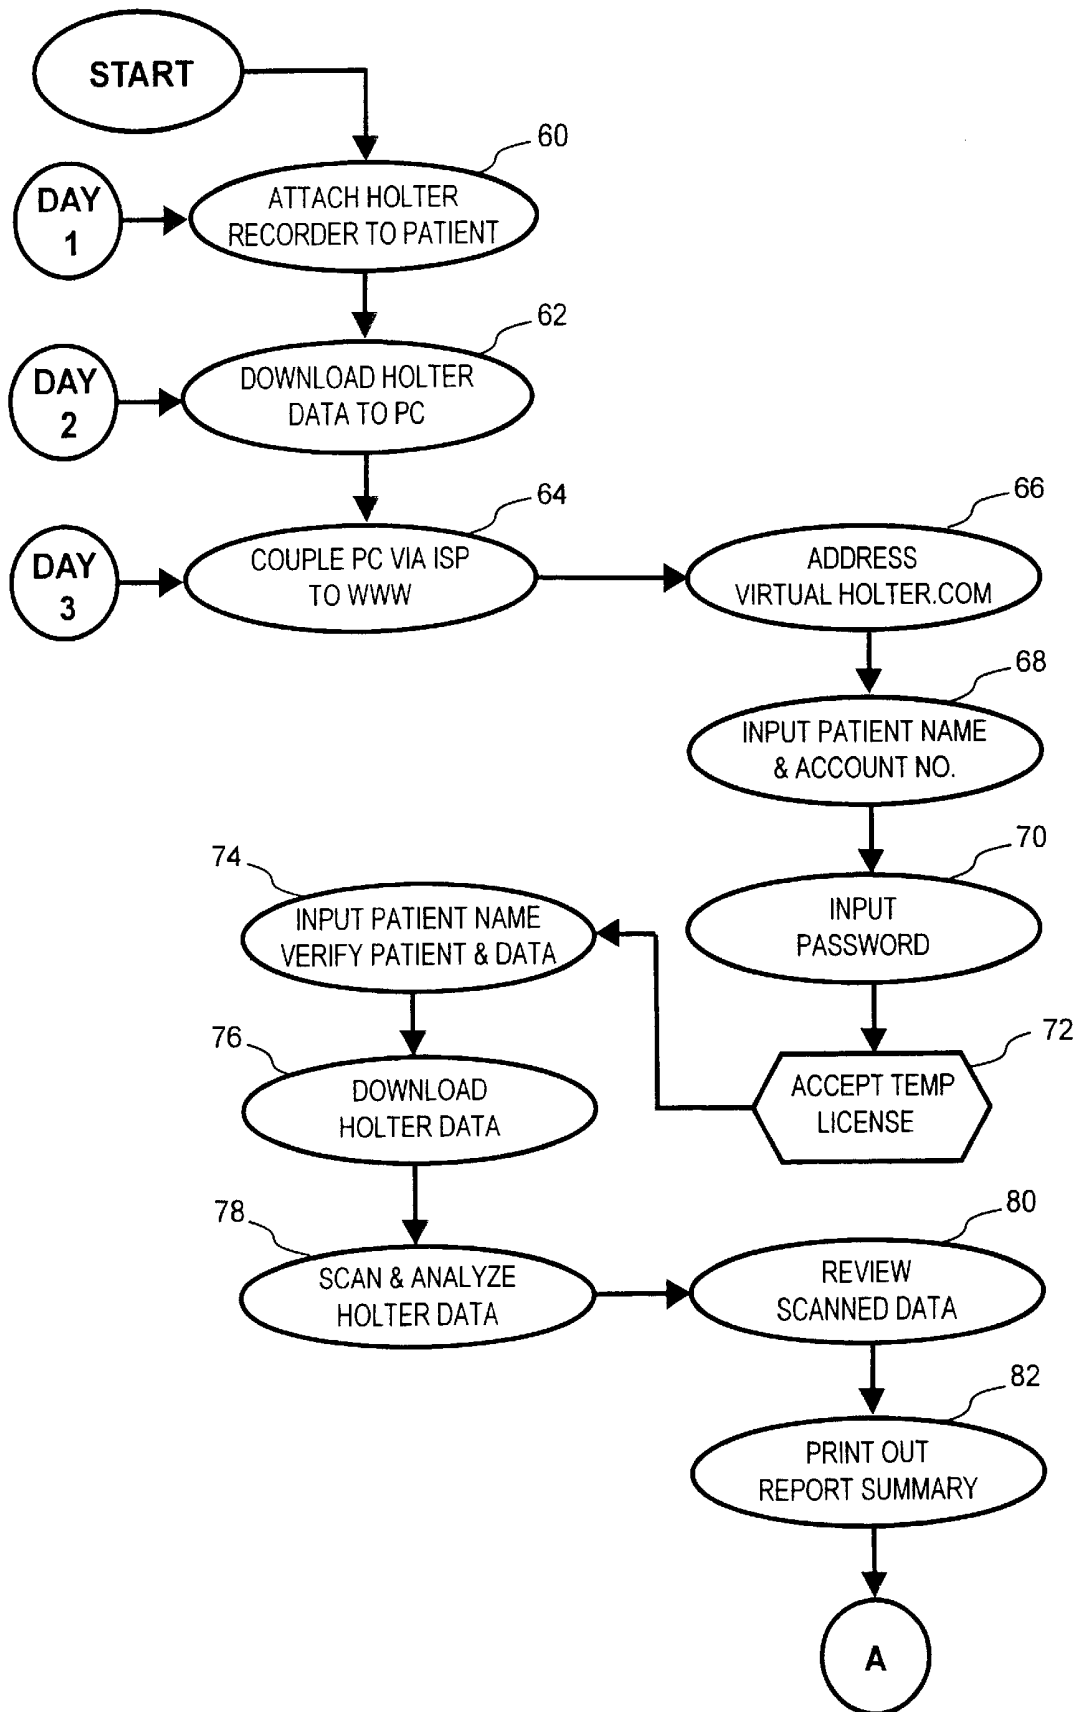 START
60
DAY
1
ATTACH HOLTER
RECORDER TO PATIENT
62
DAY
2
DOWNLOAD HOLTER
DATA TO PC
64
DAY
3
COUPLE PC VIA ISP
TO WWW
66
ADDRESS
VIRTUAL HOLTER.COM
68
INPUT PATIENT NAME
& ACCOUNT NO.
70
INPUT
PASSWORD
72
ACCEPT TEMP
LICENSE
74
INPUT PATIENT NAME
VERIFY PATIENT & DATA
76
DOWNLOAD
HOLTER DATA
78
SCAN & ANALYZE
HOLTER DATA
80
REVIEW
SCANNED DATA
82
PRINT OUT
REPORT SUMMARY
A